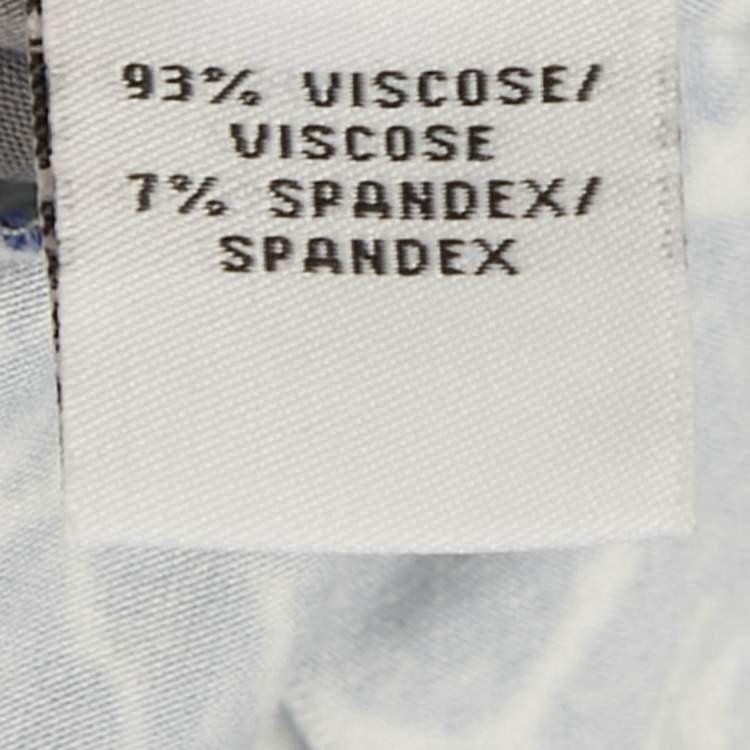 93% VISCOSE/
VISCOSE
7% SPANDEX/
SPANDEX